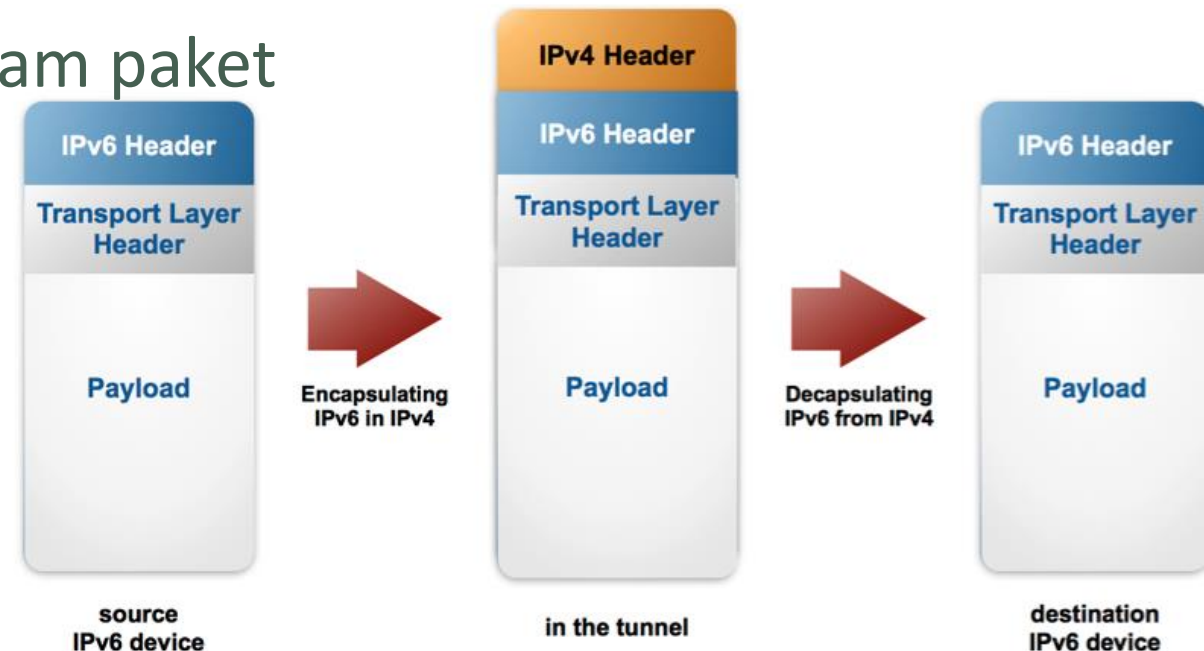 am paket
IPv6 Header
Transport Layer
Header
Payload
source
IPv6 device
Encapsulating
IPv6 in IPv4
IPv4 Header
IPv6 Header
Transport Layer
Header
Payload
in the tunnel
Decapsulating
IPv6 from IPv4
IPv6 Header
Transport Layer
Header
Payload
destination
IPv6 device